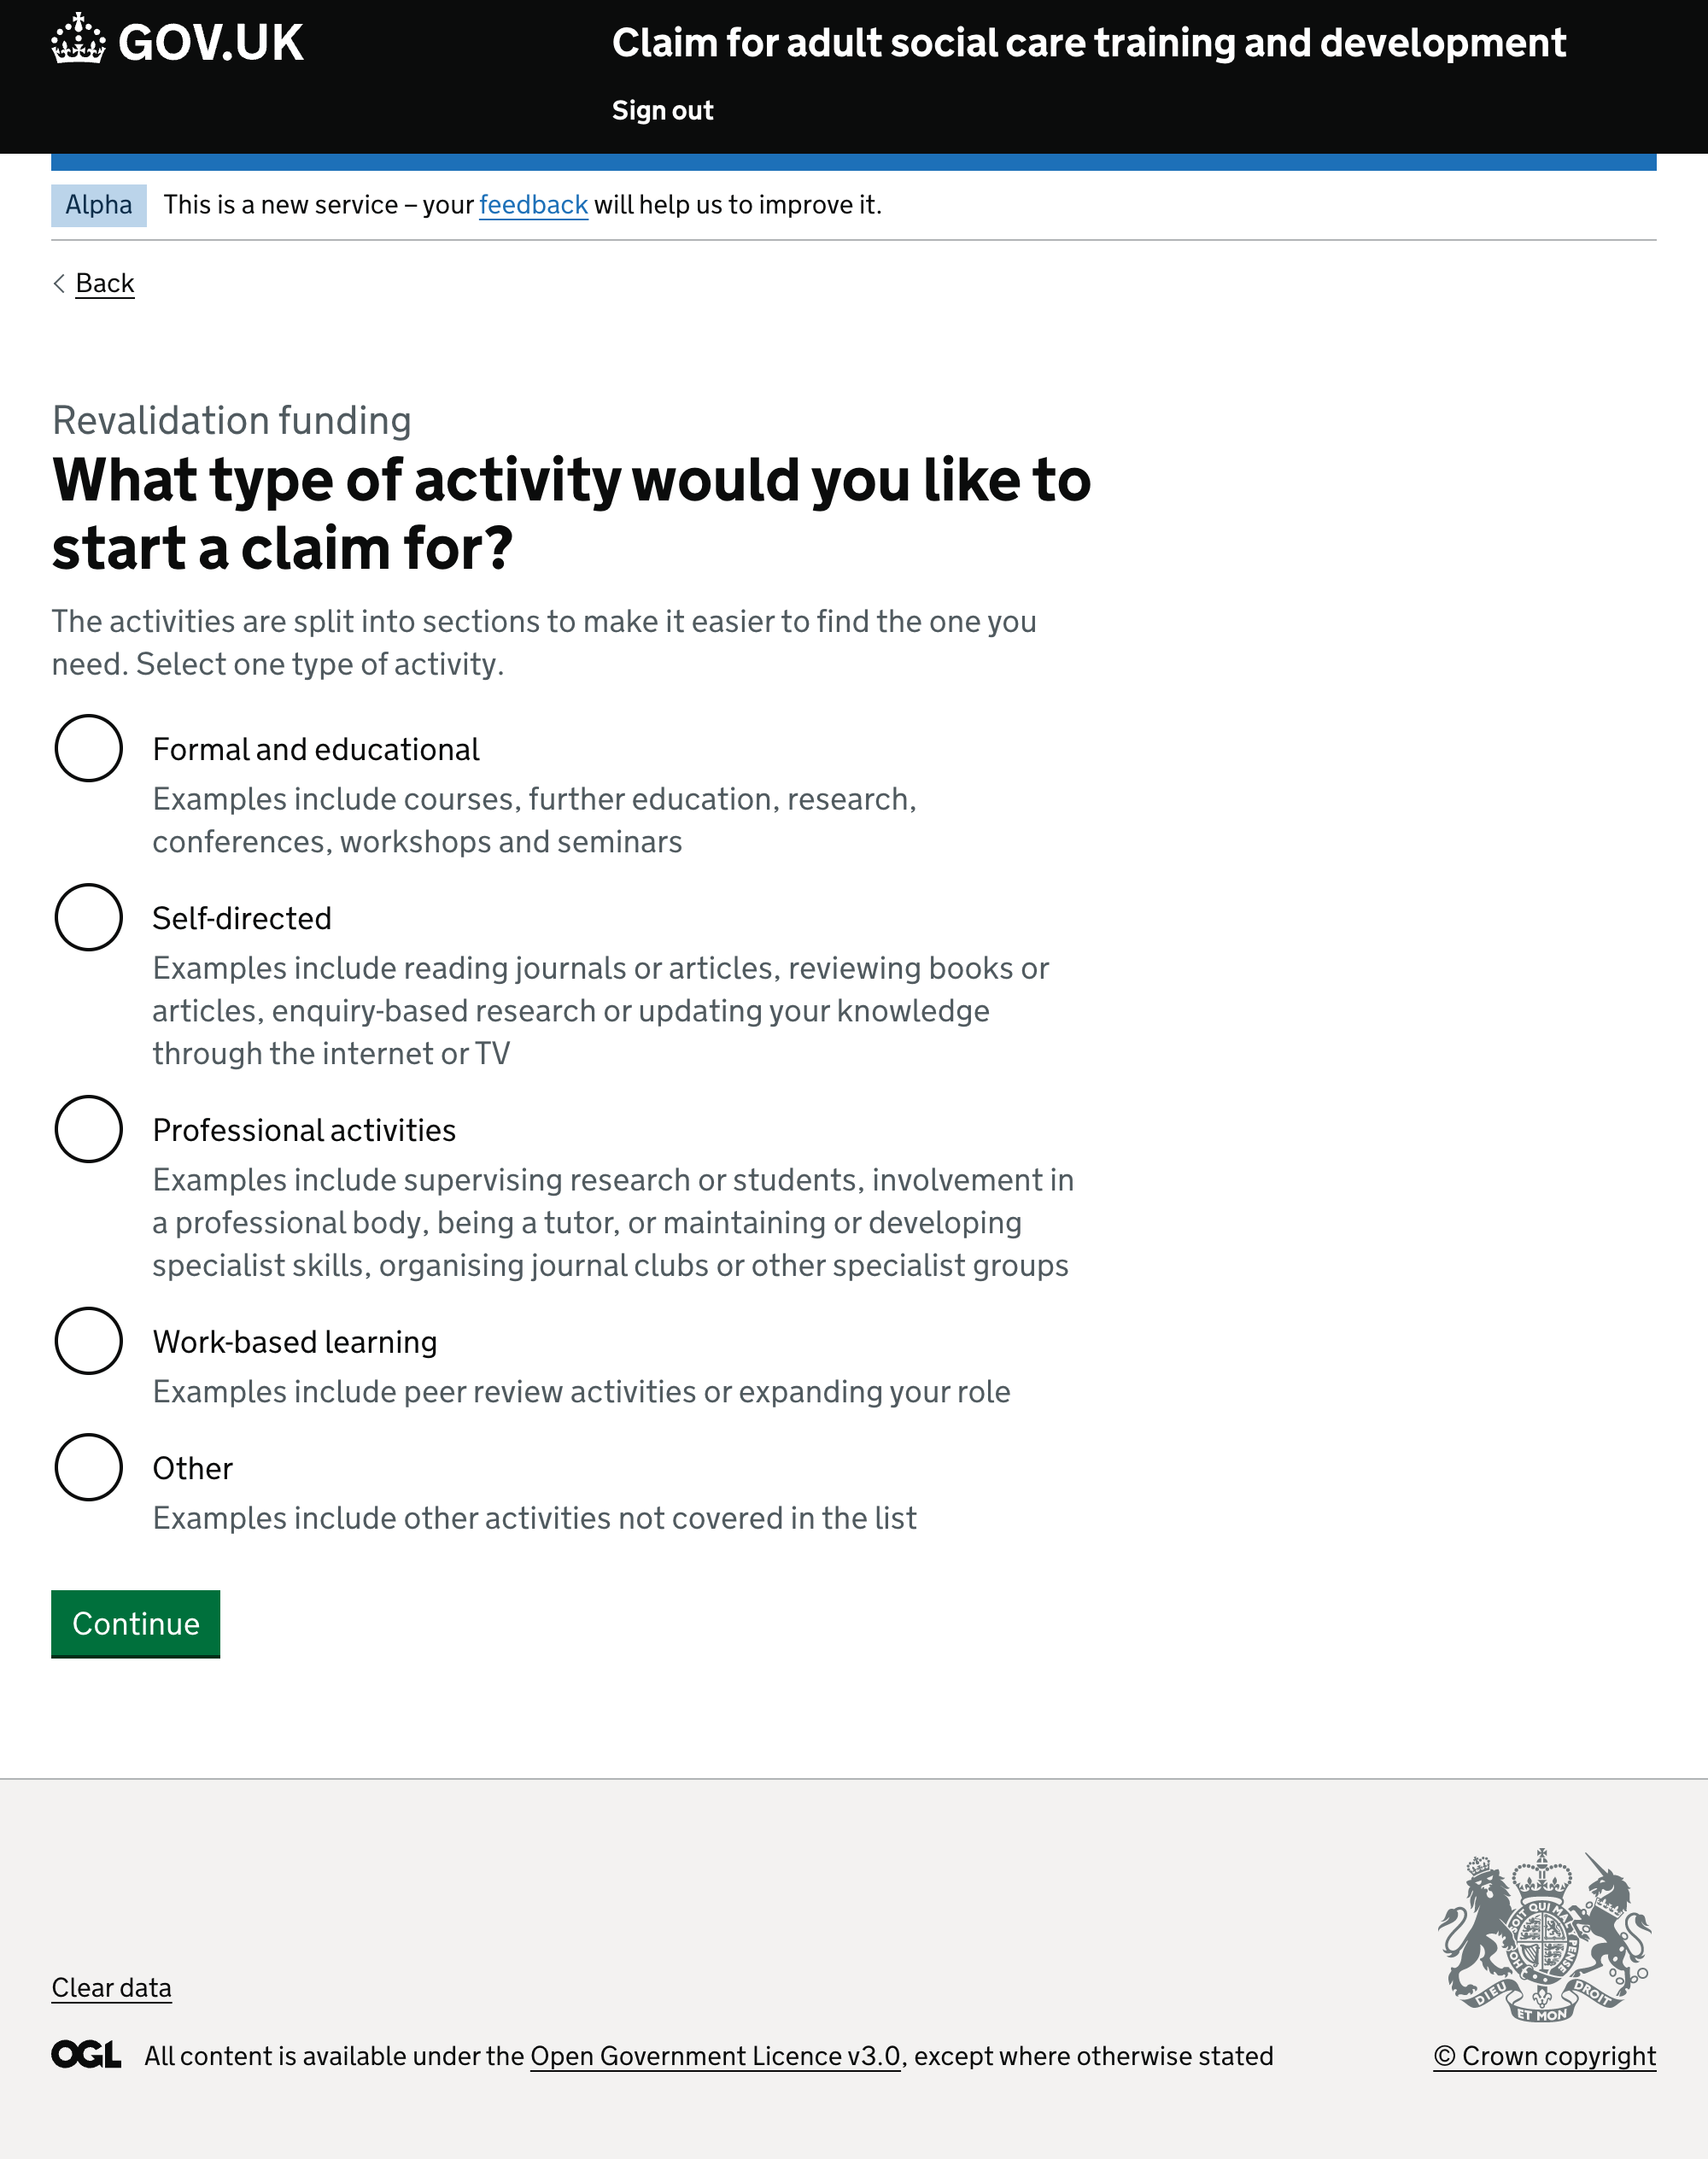 GOV.UK
Claim for adult social care training and development
Sign out
Alpha
This is a new service – your feedback will help us to improve it.
Back
Revalidation funding
What type of activity would you like to
start a claim for?
The activities are split into sections to make it easier to find the one you
need. Select one type of activity.
Formal and educational
Examples include courses, further education, research,
conferences, workshops and seminars
Self-directed
Examples include reading journals or articles, reviewing books or
articles, enquiry-based research or updating your knowledge
through the internet or TV
Professional activities
Examples include supervising research or students, involvement in
a professional body, being a tutor, or maintaining or developing
specialist skills, organising journal clubs or other specialist groups
Work-based learning
Examples include peer review activities or expanding your role
Other
Examples include other activities not covered in the list
Continue
SOIT QUI MAL
DIEU ET MON DROIT
Clear data
OGL All content is available under the Open Government Licence v3.0, except where otherwise stated
© Crown copyright